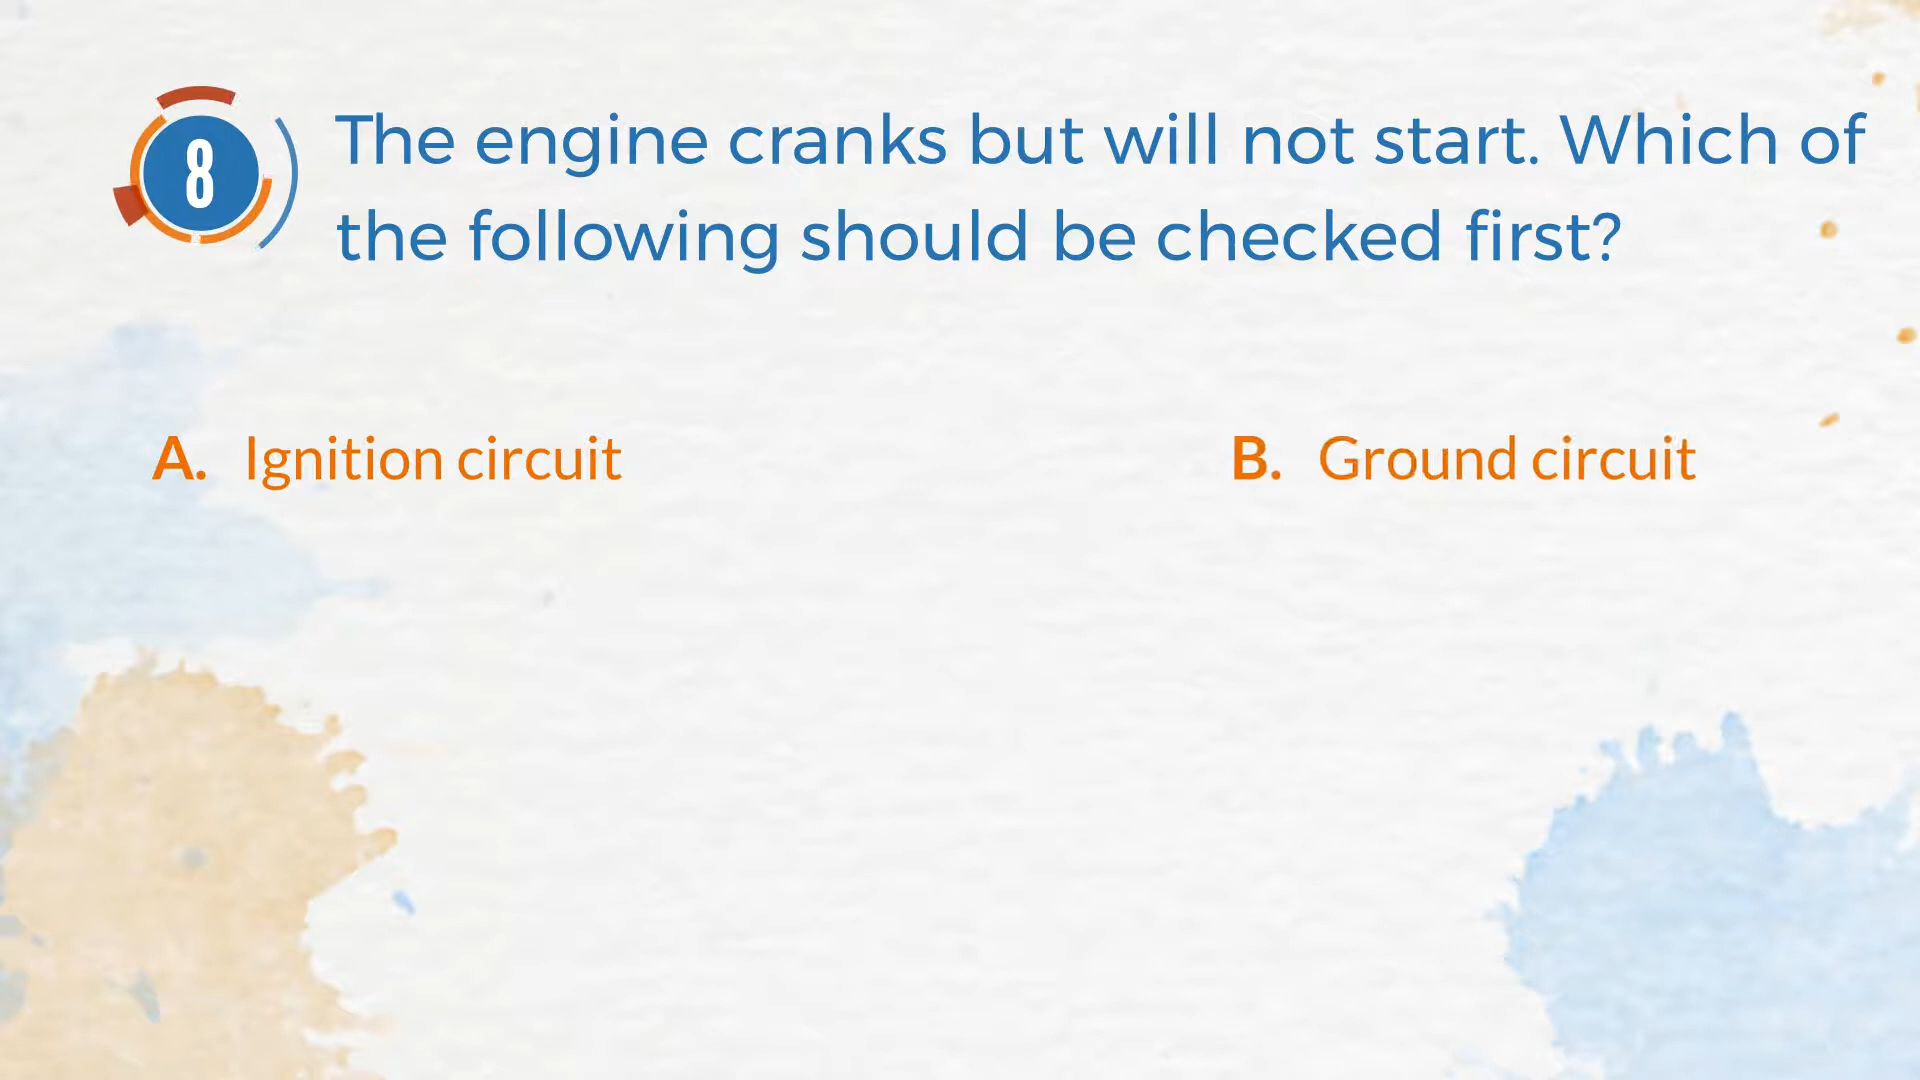 8
The engine cranks but will not start. Which of
the following should be checked first?
A. Ignition circuit
B. Ground circuit